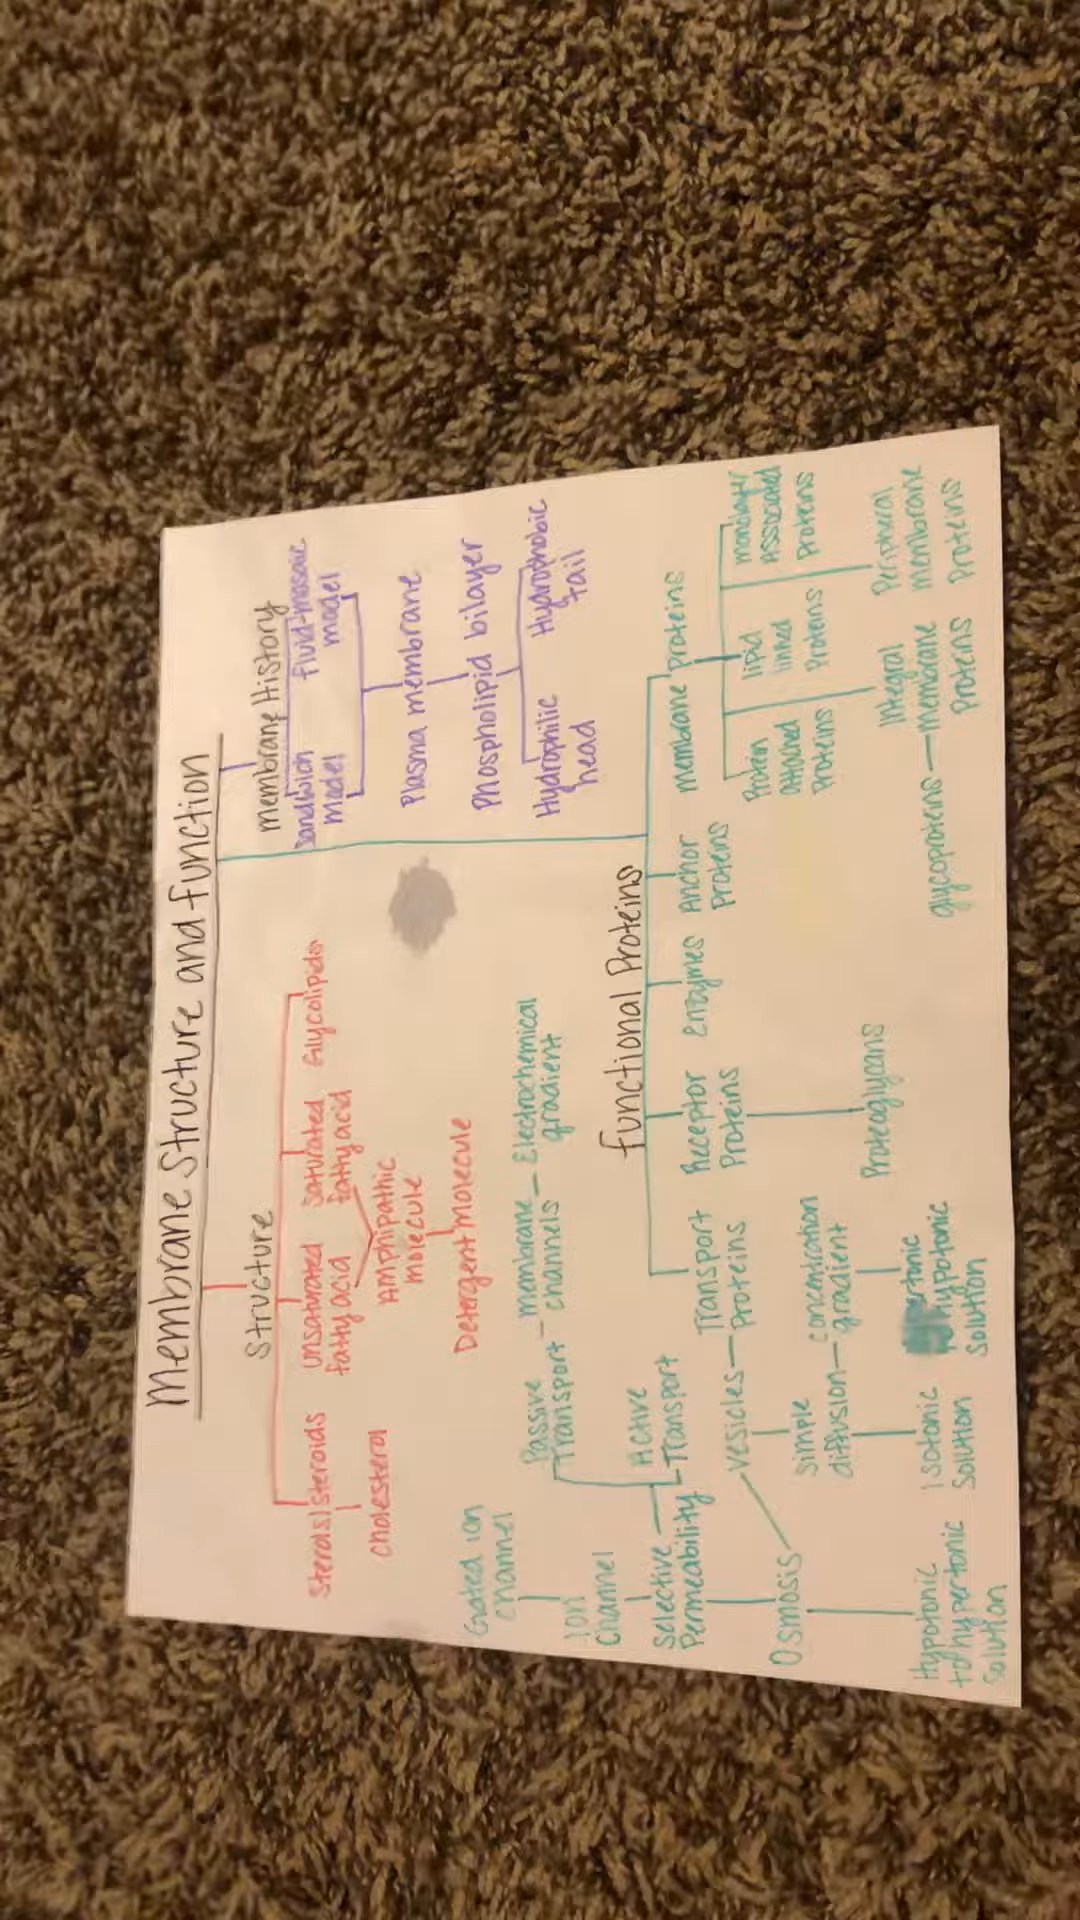 Membrane Structure and function
Structure
Sterols/Steroids
cholesterol
unsaturated
fatty acid
Saturated
fatty acid
Glycolipids
Amphipathic
molecule
Detergent molecule
membrane History
Sandwich
model
fluid-mosaic
model
Plasma membrane
Phospholipid bilayer
Hydrophilic
head
Hydrophobic
tail
functional Proteins
Transport
Proteins
Receptor
Proteins
Proteoglycans
Enzymes
Anchor
Proteins
membrane proteins
Protein
attached
Proteins
lipid
linked
Proteins
monolayer
Associated
Proteins
glycoproteins
Integral
membrane
Proteins
Peripheral
membrane
Proteins
Gated ion
channel
Ion
Channel
Selective
Permeability
Passive
Transport
membrane
channels
Electrochemical
gradient
Active
Transport
Vesicles
Osmosis
simple
diffusion
concentration
gradient
Hypotonic
to hypertonic
Solution
Isotonic
Solution
hypotonic
Solution